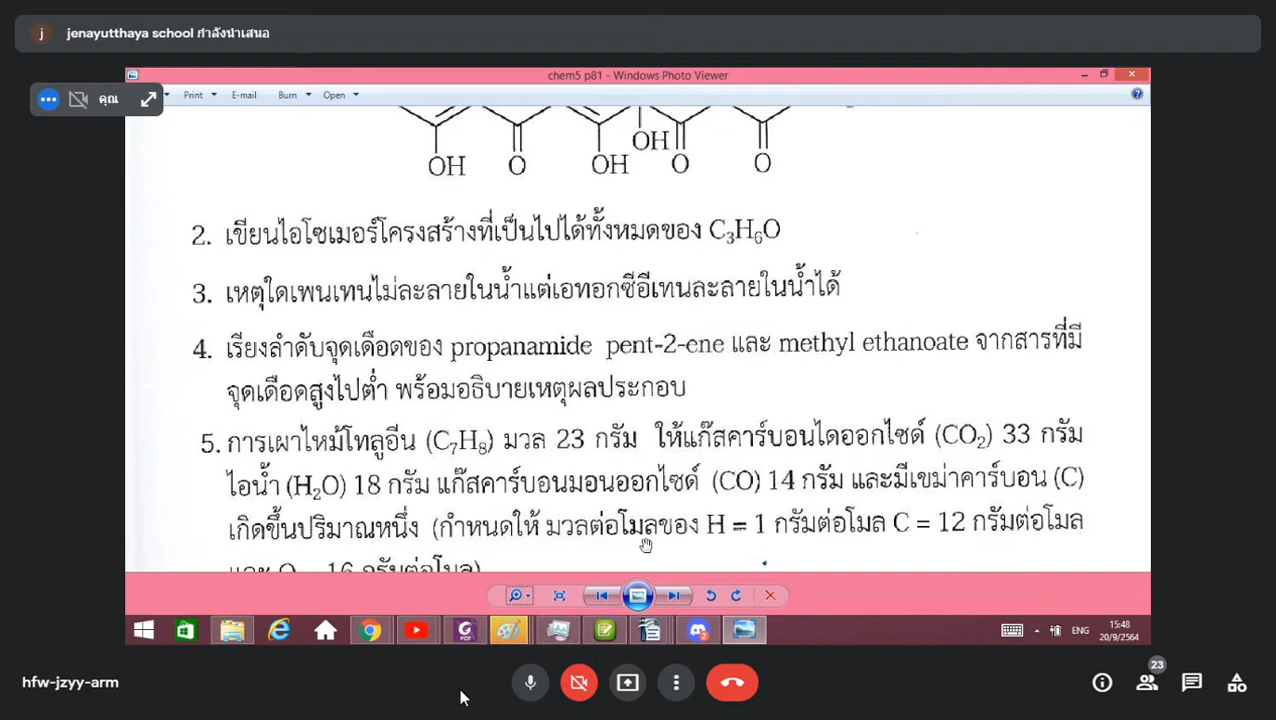 j jenayutthaya school กำลังนำเสนอ
chem5 p81 - Windows Photo Viewer
คุณ
Print E-mail Burn Open
OH O OH OH O O
2. เขียนไอโซเมอร์โครงสร้างที่เป็นไปได้ทั้งหมดของ C₃H₆O
3. เหตุใดเพนเทนไม่ละลายในน้ำแต่เอทอกซีอีเทนละลายในน้ำได้
4. เรียงลำดับจุดเดือดของ propanamide pent-2-ene และ methyl ethanoate จากสารที่มี
จุดเดือดสูงไปต่ำ พร้อมอธิบายเหตุผลประกอบ
5. การเผาไหม้โทลูอีน (C₇H₈) มวล 23 กรัม ให้แก๊สคาร์บอนไดออกไซด์ (CO₂) 33 กรัม
ไอน้ำ (H₂O) 18 กรัม แก๊สคาร์บอนมอนออกไซด์ (CO) 14 กรัม และมีเขม่าคาร์บอน (C)
เกิดขึ้นปริมาณหนึ่ง (กำหนดให้ มวลต่อโมลของ H = 1 กรัมต่อโมล C = 12 กรัมต่อโมล
และ O = 16 กรัมต่อโมล)
PDF
2
ENG
15:48
20/9/2564
hfw-jzyy-arm
23